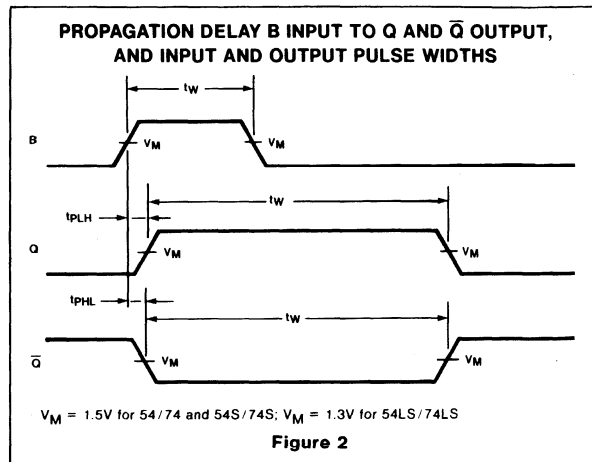 PROPAGATION DELAY B INPUT TO Q AND Q̅ OUTPUT,
AND INPUT AND OUTPUT PULSE WIDTHS
tW
B
VM
VM
tPLH
tW
Q
VM
VM
tPHL
tW
Q̅
VM
VM
VM = 1.5V for 54/74 and 54S/74S; VM = 1.3V for 54LS/74LS
Figure 2